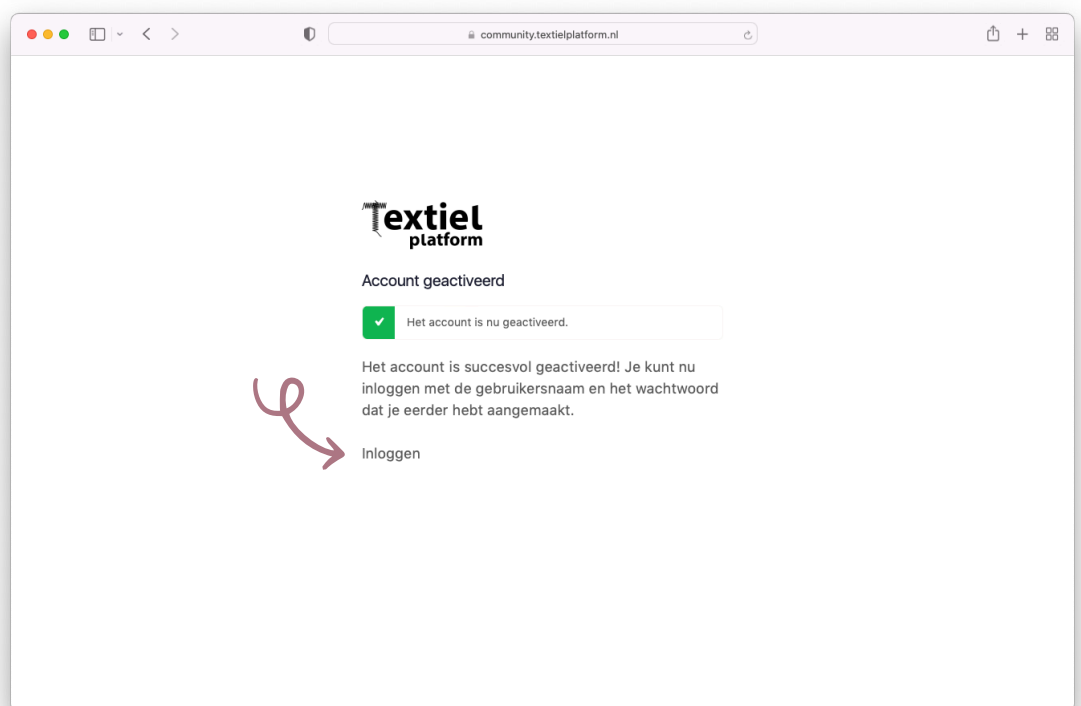 community.textielplatform.nl
Textiel
platform
Account geactiveerd
Het account is nu geactiveerd.
Het account is succesvol geactiveerd! Je kunt nu
inloggen met de gebruikersnaam en het wachtwoord
dat je eerder hebt aangemaakt.
Inloggen